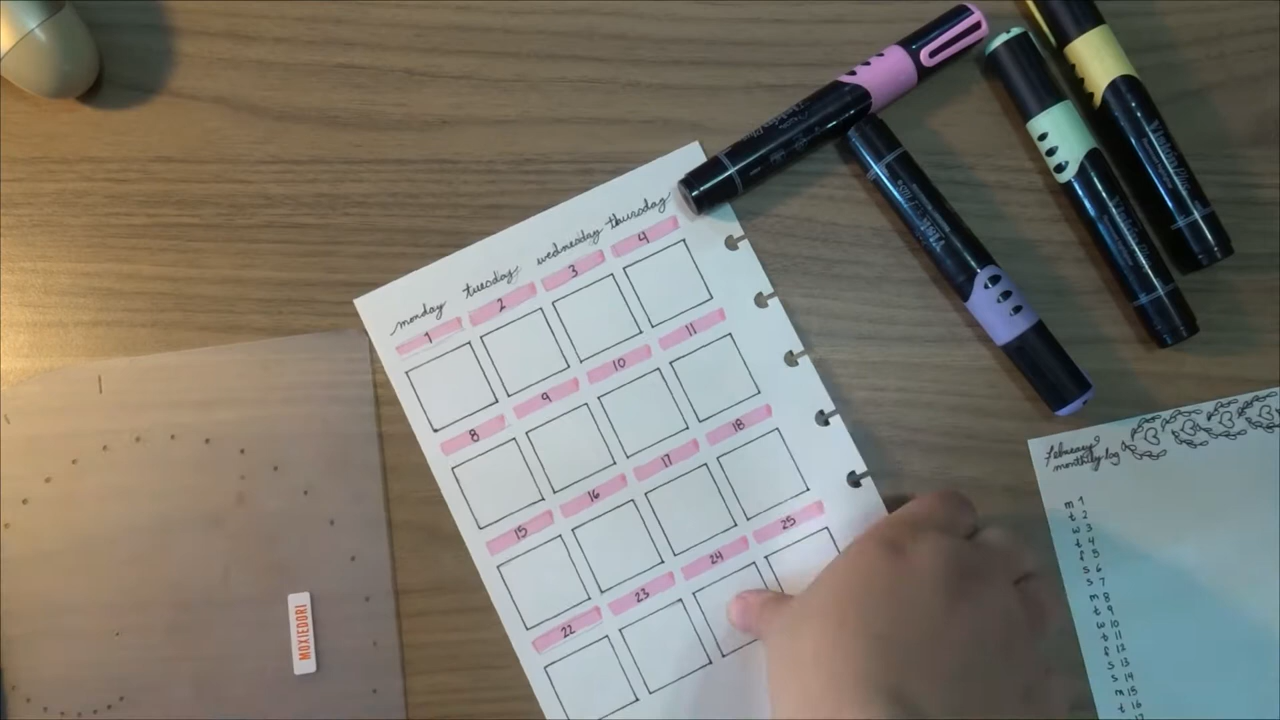 monday tuesday wednesday thursday
1 2 3 4
8 9 10 11
15 16 17 18
22 23 24 25
MOXIEDORI
monthly log
m 1
t 2
w 3
t 4
f 5
s 6
s 7
m 8
t 9
w 10
t 11
f 12
s 13
s 14
m 15
t 16